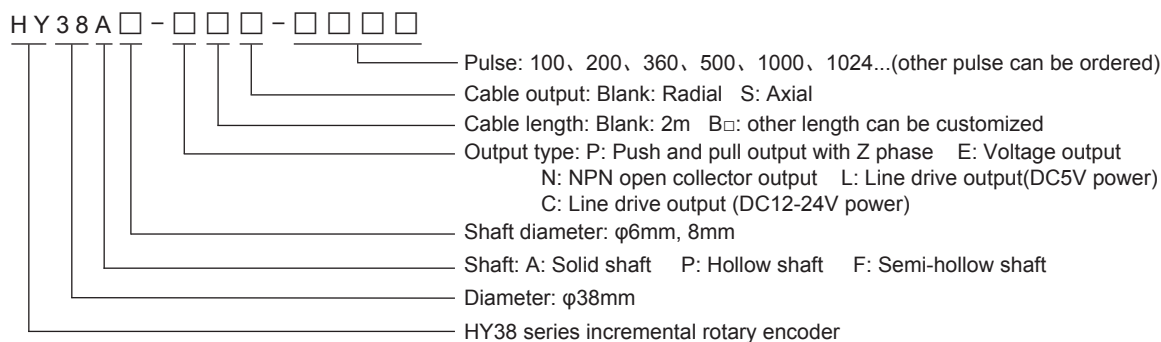 HY38A□-□□□-□□□□
Pulse: 100、200、360、500、1000、1024...(other pulse can be ordered)
Cable output: Blank: Radial S: Axial
Cable length: Blank: 2m B□: other length can be customized
Output type: P: Push and pull output with Z phase E: Voltage output
N: NPN open collector output L: Line drive output(DC5V power)
C: Line drive output (DC12-24V power)
Shaft diameter: φ6mm, 8mm
Shaft: A: Solid shaft P: Hollow shaft F: Semi-hollow shaft
Diameter: φ38mm
HY38 series incremental rotary encoder